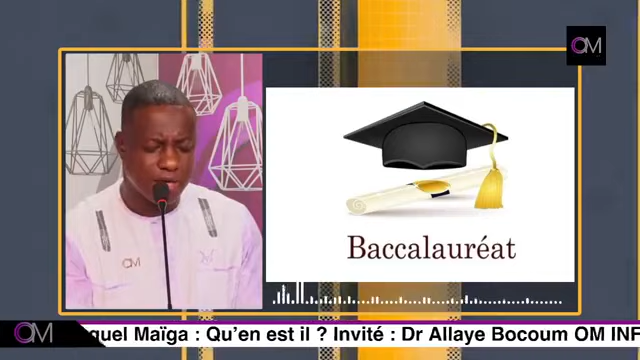 OM
OM
Baccalauréat
OM
quel Maïga : Qu'en est il ? Invité : Dr Allaye Bocoum OM INF